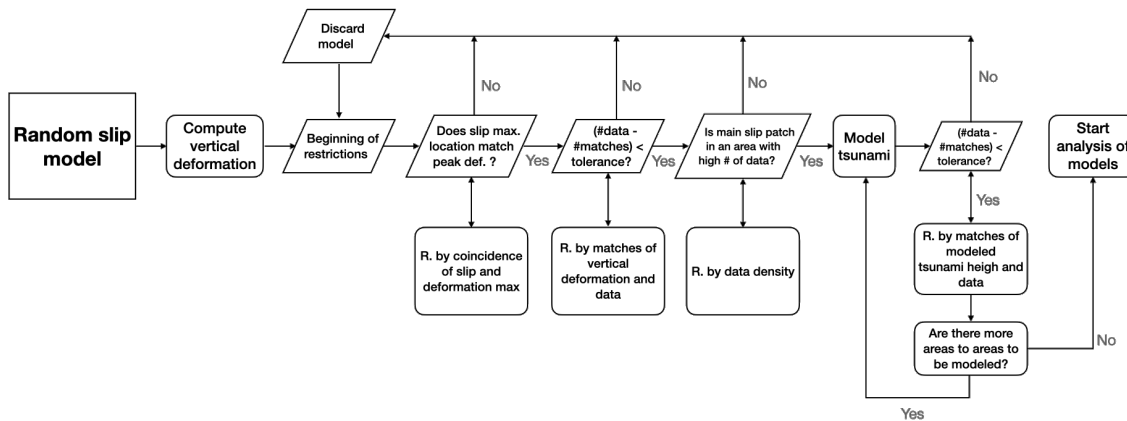 Discard
model
No
No
No
No
Random slip
model
Compute
vertical
deformation
Beginning of
restrictions
Does slip max.
location match
peak def. ?
Yes
(#data -
#matches) <
tolerance?
Yes
Is main slip patch
in an area with
high # of data?
Yes
Model
tsunami
(#data -
#matches) <
tolerance?
Start
analysis of
models
Yes
R. by coincidence
of slip and
deformation max
R. by matches of
vertical
deformation and
data
R. by data density
R. by matches of
modeled
tsunami heigh and
data
Are there more
areas to areas to
be modeled?
No
Yes